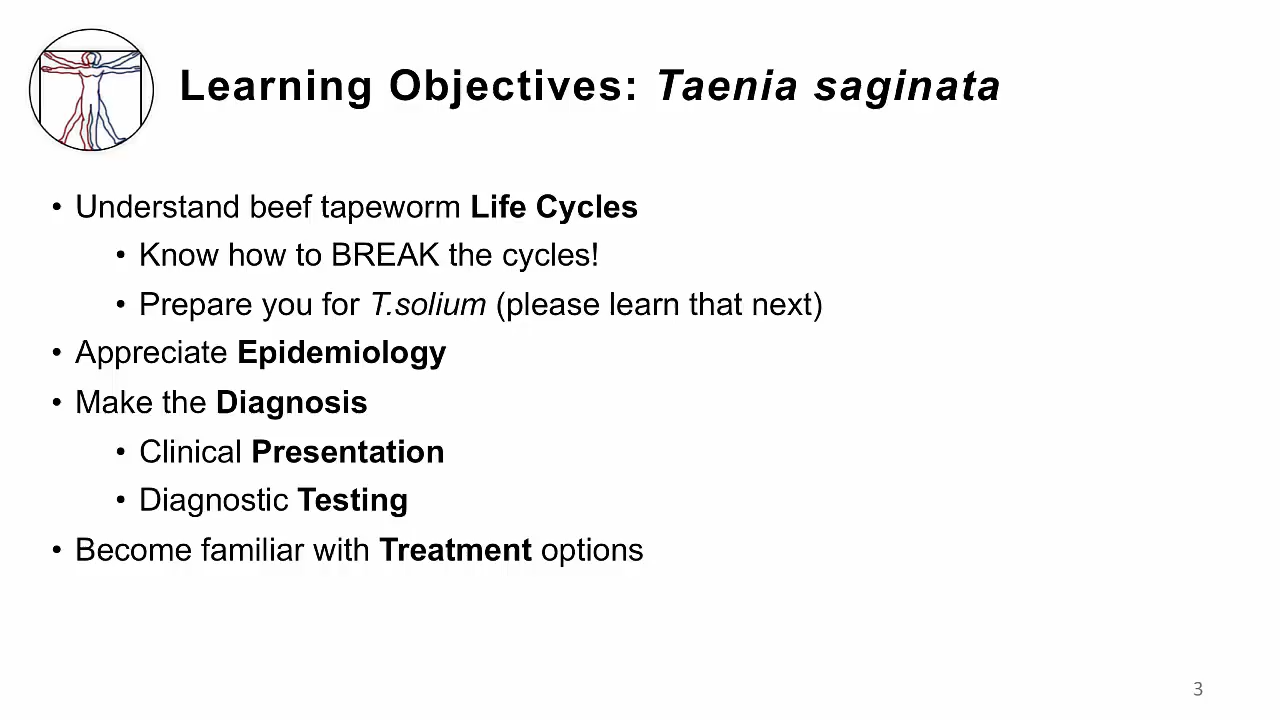 Learning Objectives: Taenia saginata
• Understand beef tapeworm Life Cycles
• Know how to BREAK the cycles!
• Prepare you for T.solium (please learn that next)
• Appreciate Epidemiology
• Make the Diagnosis
• Clinical Presentation
• Diagnostic Testing
• Become familiar with Treatment options
3